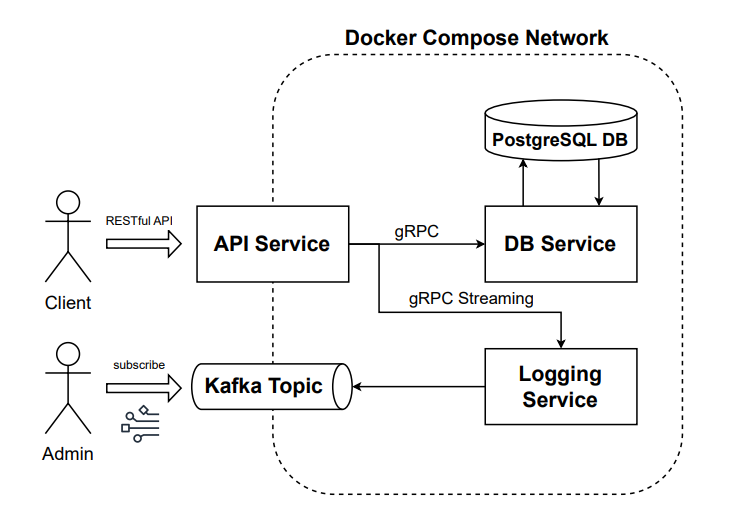 Docker Compose Network
PostgreSQL DB
RESTful API
API Service
gRPC
DB Service
Client
gRPC Streaming
subscribe
Kafka Topic
Logging
Service
Admin